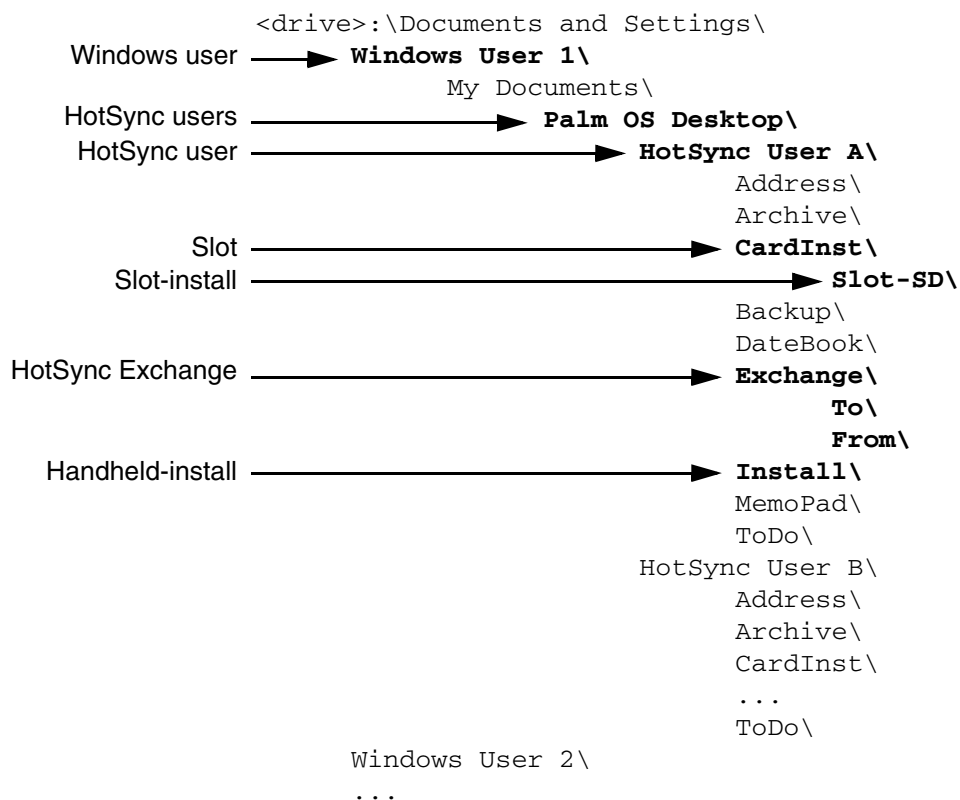 <drive>:\Documents and Settings\
Windows user Windows User 1\
My Documents\
HotSync users Palm OS Desktop\
HotSync user HotSync User A\
Address\
Archive\
Slot CardInst\
Slot-install Slot-SD\
Backup\
DateBook\
HotSync Exchange Exchange\
To\
From\
Handheld-install Install\
MemoPad\
ToDo\
HotSync User B\
Address\
Archive\
CardInst\
...
ToDo\
Windows User 2\
...